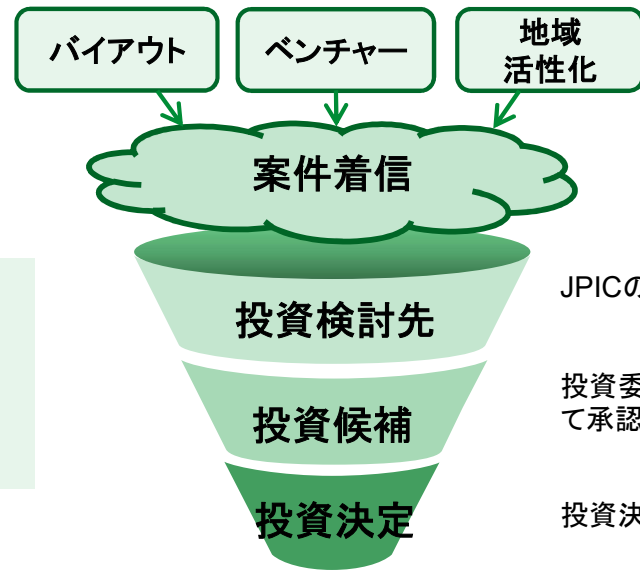 バイアウト
ベンチャー
地域
活性化
案件着信
投資検討先
JPICの
投資候補
投資委
て承認
投資決定
投資決